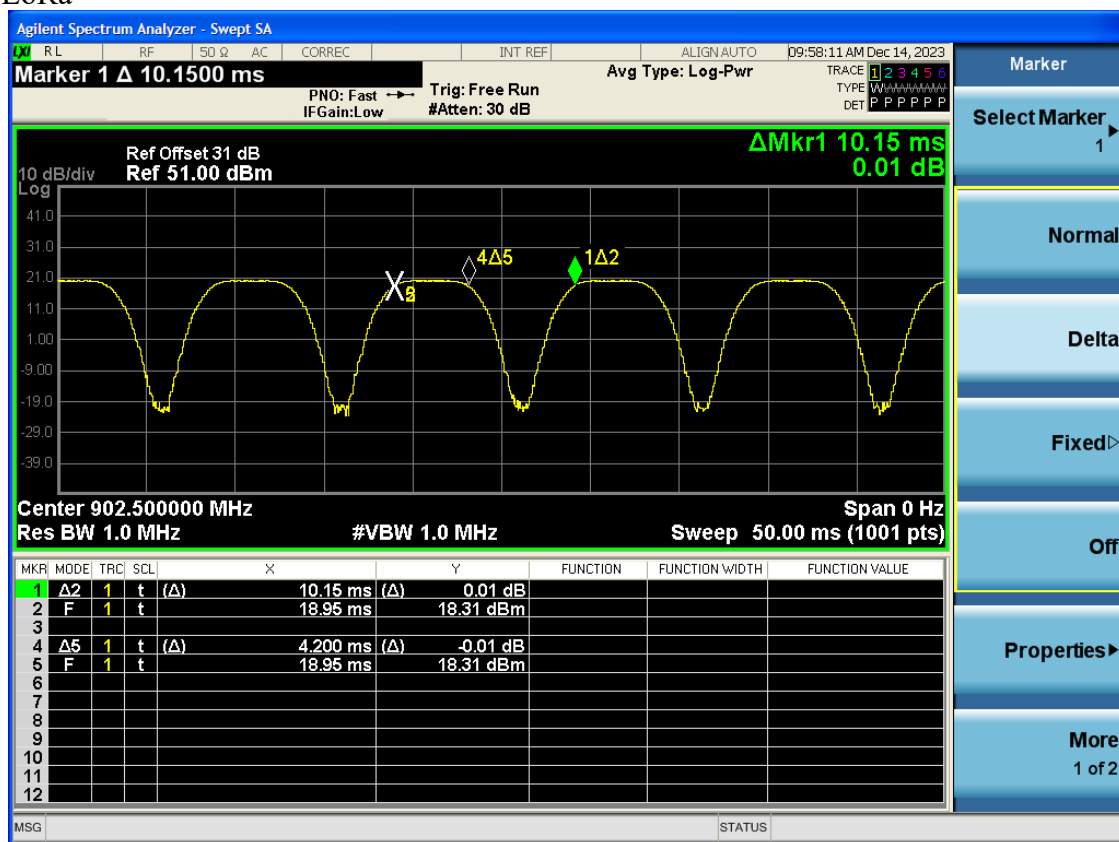 LoRa
Agilent Spectrum Analyzer - Swept SA
LXI RL RF 50 Ω AC CORREC INT REF ALIGN AUTO 09:58:11 AM Dec 14, 2023
Marker 1 Δ 10.1500 ms
PNO: Fast
IFGain:Low
Trig: Free Run
#Atten: 30 dB
Avg Type: Log-Pwr
TRACE 1 2 3 4 5 6
TYPE WWWWWW
DET P P P P P P
Marker
Select Marker
1
Normal
Delta
Fixed
Off
Properties
More
1 of 2
ΔMkr1 10.15 ms
0.01 dB
Ref Offset 31 dB
10 dB/div Ref 51.00 dBm
Log
41.0
31.0
21.0
11.0
1.00
-9.00
-19.0
-29.0
-39.0
4Δ5
1Δ2
Center 902.500000 MHz Span 0 Hz
Res BW 1.0 MHz #VBW 1.0 MHz Sweep 50.00 ms (1001 pts)
MKR MODE TRC SCL X Y FUNCTION FUNCTION WIDTH FUNCTION VALUE
1 Δ2 1 t (Δ) 10.15 ms (Δ) 0.01 dB
2 F 1 t 18.95 ms 18.31 dBm
3
4 Δ5 1 t (Δ) 4.200 ms (Δ) -0.01 dB
5 F 1 t 18.95 ms 18.31 dBm
6
7
8
9
10
11
12
MSG STATUS